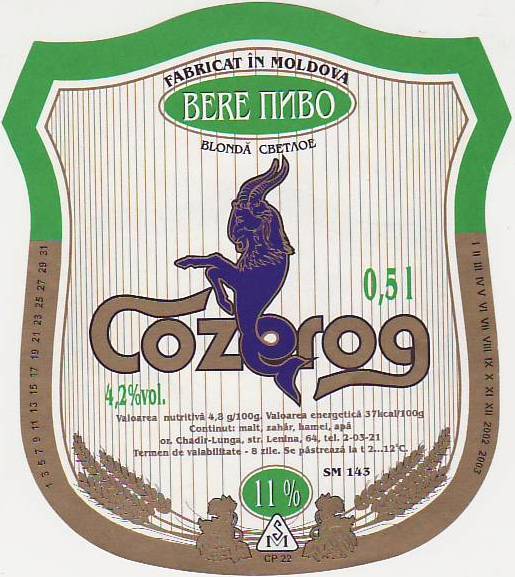 FABRICAT ÎN MOLDOVA
BERE ПИВО
BLONDĂ СВЕТЛОЕ
0,5 l
Cozerog
4,2%vol.
Valoarea nutritivă 4,8 g/100g. Valoarea energetică 37kcal/100g
Conţinut: malt, zahăr, hamei, apă
or. Chadîr-Lunga, str. Lenina, 64, tel. 2-03-21
Termen de valabilitate - 8 zile. Se păstrează la t 2...12°C.
SM 143
11 %
SM
CP 22
1 3 5 7 9 11 13 15 17 19 21 23 25 27 29 31
I II III IV V VI VII VIII IX X XI XII 2002 2003